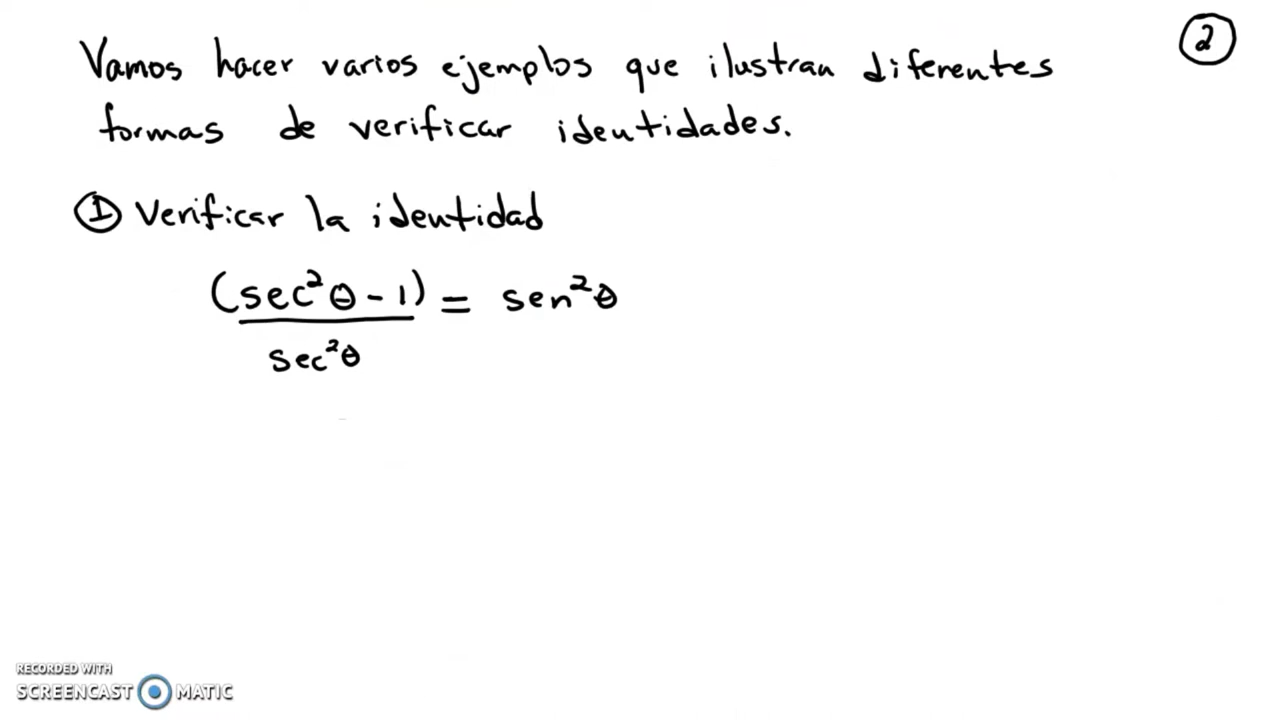 Vamos hacer varios ejemplos que ilustran diferentes
②
formas de verificar identidades.
① Verificar la identidad
(sec²θ - 1) = sen²θ
sec²θ
RECORDED WITH
SCREENCAST MATIC